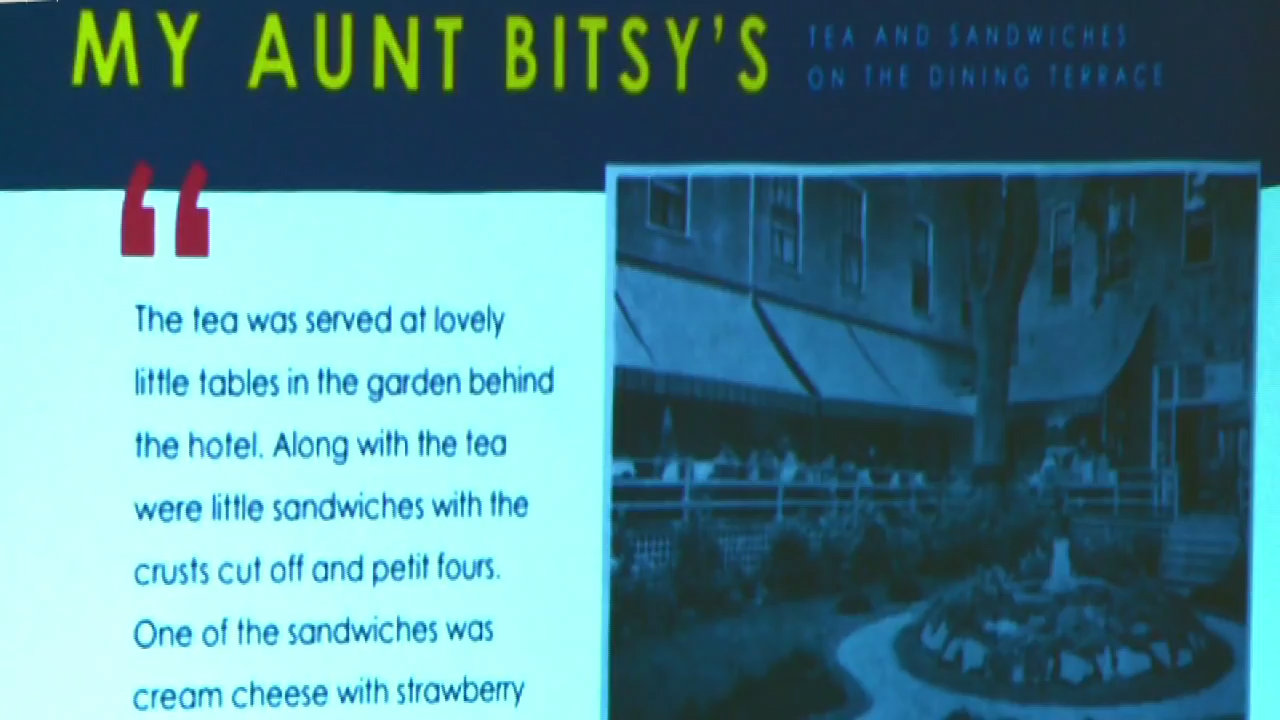 MY AUNT BITSY'S
TEA AND SANDWICHES
ON THE DINING TERRACE
“
The tea was served at lovely
little tables in the garden behind
the hotel. Along with the tea
were little sandwiches with the
crusts cut off and petit fours.
One of the sandwiches was
cream cheese with strawberry